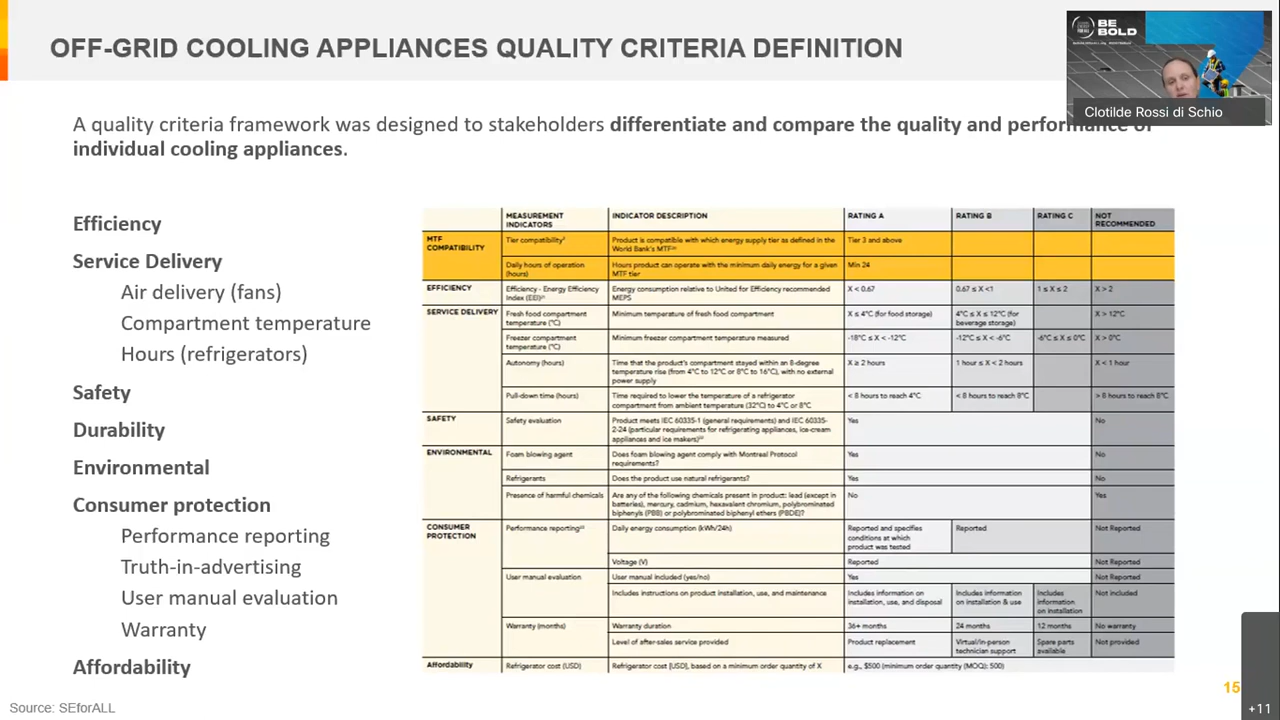 OFF-GRID COOLING APPLIANCES QUALITY CRITERIA DEFINITION
BE
BOLD
Clotilde Rossi di Schio
A quality criteria framework was designed to stakeholders differentiate and compare the quality and performance of
individual cooling appliances.
Efficiency
Service Delivery
Air delivery (fans)
Compartment temperature
Hours (refrigerators)
Safety
Durability
Environmental
Consumer protection
Performance reporting
Truth-in-advertising
User manual evaluation
Warranty
Affordability
MEASUREMENT INDICATORS INDICATOR DESCRIPTION RATING A RATING B RATING C NOT RECOMMENDED
MTF COMPATIBILITY Tier compatibility Product is compatible with which energy supply tier as defined in the World Bank's MTF Tier 3 and above
Daily hours of operation (hours) Hours product can operate with the minimum daily energy for a given MTF tier Min 24
EFFICIENCY Efficiency - Energy Efficiency Index (EEI) Energy consumption relative to United for Efficiency recommended MEPS X < 0.67 0.67 ≤ X <1 1 ≤ X ≤ 2 X > 2
SERVICE DELIVERY Fresh food compartment temperature (°C) Minimum temperature of fresh food compartment X ≤ 4°C (for food storage) 4°C ≤ X ≤ 12°C (for beverage storage) X > 12°C
Freezer compartment temperature (°C) Minimum freezer compartment temperature measured -18°C ≤ X < -12°C -12°C ≤ X < -6°C -6°C ≤ X ≤ 0°C X > 0°C
Autonomy (hours) Time that the product's compartment stayed within an 8-degree temperature rise (from 4°C to 12°C or 8°C to 16°C), with no external power supply X ≥ 2 hours 1 hour ≤ X < 2 hours X < 1 hour
Pull-down time (hours) Time required to lower the temperature of a refrigerator compartment from ambient temperature (32°C) to 4°C or 8°C < 8 hours to reach 4°C < 8 hours to reach 8°C > 8 hours to reach 8°C
SAFETY Safety evaluation Product meets IEC 60335-1 (general requirements) and IEC 60335-2-24 (particular requirements for refrigerating appliances, ice-cream appliances and ice makers) Yes No
ENVIRONMENTAL Foam blowing agent Does foam blowing agent comply with Montreal Protocol requirements? Yes No
Refrigerants Does the product use natural refrigerants? Yes No
Presence of harmful chemicals Are any of the following chemicals present in product: lead (except in batteries), mercury, cadmium, hexavalent chromium, polybrominated biphenyls (PBB) or polybrominated biphenyl ethers (PBDE)? No Yes
CONSUMER PROTECTION Performance reporting Daily energy consumption (kWh/24h) Reported and specifies conditions at which product was tested Reported Not Reported
Voltage (V) Reported Not Reported
User manual evaluation User manual included (yes/no) Yes Not Reported
Includes instructions on product installation, use, and maintenance Includes information on installation, use, and disposal Includes information on installation & use Includes information on installation Not included
Warranty (months) Warranty duration 36+ months 24 months 12 months No warranty
Level of after-sales service provided Product replacement Virtual/in-person technician support Spare parts available Not provided
Affordability Refrigerator cost (USD) Refrigerator cost [USD], based on a minimum order quantity of X e.g., $500 (minimum order quantity (MOQ): 500)
15
+11
Source: SEforALL